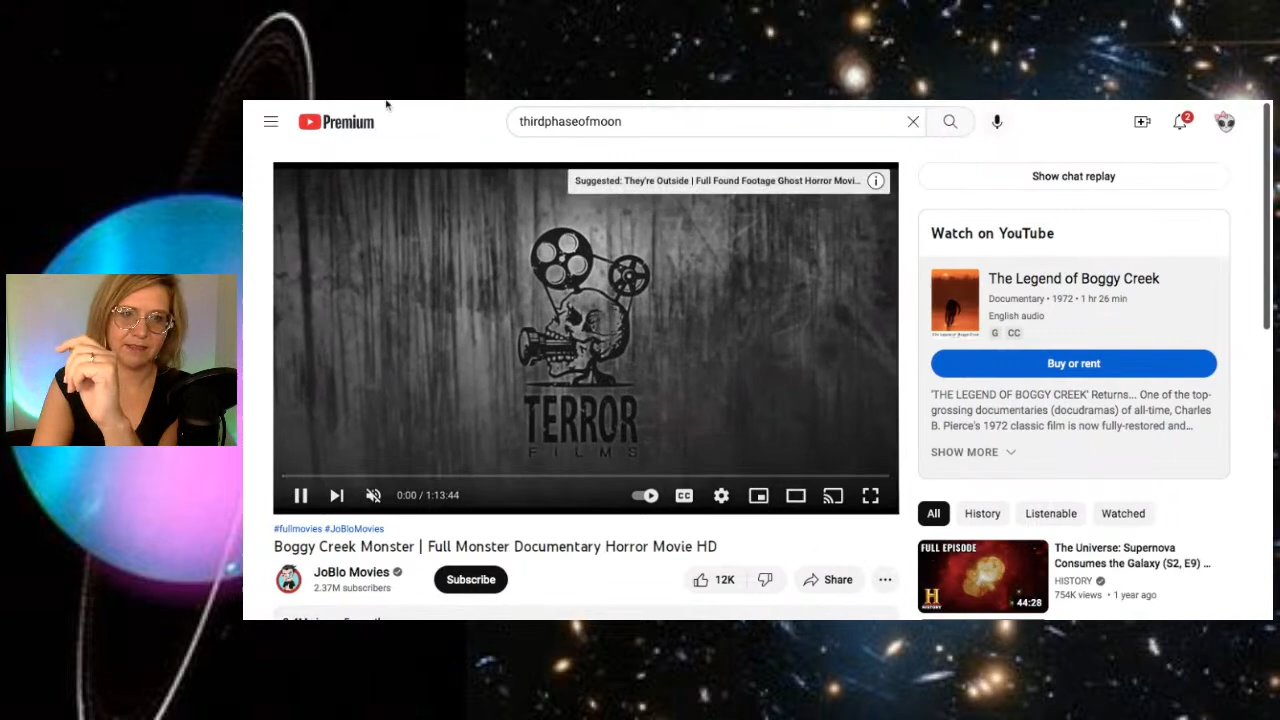 Premium
thirdphaseofmoon
2
Suggested: They're Outside | Full Found Footage Ghost Horror Movi...
TERROR
FILMS
0:00 / 1:13:44
CC
#fullmovies #JoBloMovies
Boggy Creek Monster | Full Monster Documentary Horror Movie HD
JoBlo Movies
2.37M subscribers
Subscribe
12K
Share
Show chat replay
Watch on YouTube
The Legend of Boggy Creek
Documentary • 1972 • 1 hr 26 min
English audio
G CC
Buy or rent
'THE LEGEND OF BOGGY CREEK' Returns... One of the top-
grossing documentaries (docudramas) of all-time, Charles
B. Pierce's 1972 classic film is now fully-restored and...
SHOW MORE
All
History
Listenable
Watched
FULL EPISODE
H
44:28
The Universe: Supernova
Consumes the Galaxy (S2, E9) ...
HISTORY
754K views • 1 year ago